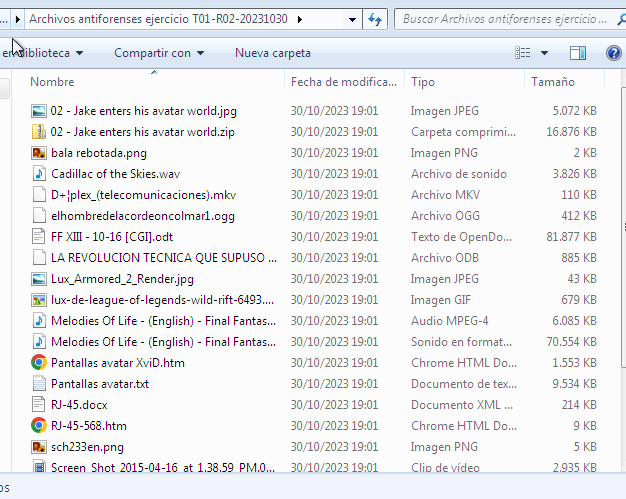 ... Archivos antiforenses ejercicio T01-R02-20231030 Buscar Archivos antiforenses ejercicio ...
en biblioteca Compartir con Nueva carpeta
Nombre Fecha de modifica... Tipo Tamaño
02 - Jake enters his avatar world.jpg 30/10/2023 19:01 Imagen JPEG 5.072 KB
02 - Jake enters his avatar world.zip 30/10/2023 19:01 Carpeta comprimi... 16.876 KB
bala rebotada.png 30/10/2023 19:01 Imagen PNG 2 KB
Cadillac of the Skies.wav 30/10/2023 19:01 Archivo de sonido 3.826 KB
D+¦plex_(telecomunicaciones).mkv 30/10/2023 19:01 Archivo MKV 110 KB
elhombredelacordeoncolmar1.ogg 30/10/2023 19:01 Archivo OGG 412 KB
FF XIII - 10-16 [CGI].odt 30/10/2023 19:01 Texto de OpenDo... 81.877 KB
LA REVOLUCION TECNICA QUE SUPUSO ... 30/10/2023 19:01 Archivo ODB 885 KB
Lux_Armored_2_Render.jpg 30/10/2023 19:01 Imagen JPEG 43 KB
lux-de-league-of-legends-wild-rift-6493.... 30/10/2023 19:01 Imagen GIF 679 KB
Melodies Of Life - (English) - Final Fantas... 30/10/2023 19:01 Audio MPEG-4 6.085 KB
Melodies Of Life - (English) - Final Fantas... 30/10/2023 19:01 Sonido en format... 70.554 KB
Pantallas avatar XviD.htm 30/10/2023 19:01 Chrome HTML Do... 1.553 KB
Pantallas avatar.txt 30/10/2023 19:01 Documento de tex... 9.534 KB
RJ-45.docx 30/10/2023 19:01 Documento XML ... 214 KB
RJ-45-568.htm 30/10/2023 19:01 Chrome HTML Do... 9 KB
sch233en.png 30/10/2023 19:01 Imagen PNG 5 KB
Screen_Shot_2015-04-16_at_1.38.59_PM.0... 30/10/2023 19:01 Clip de vídeo 2.935 KB
os